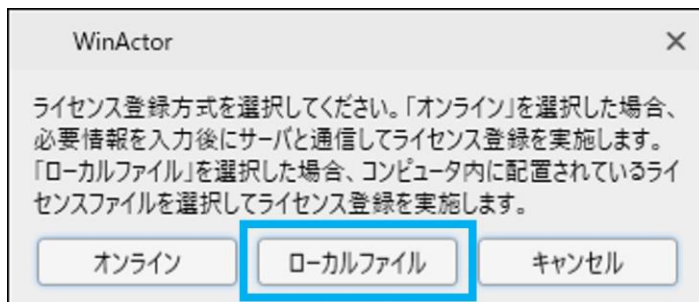 WinActor
ライセンス登録方式を選択してください。「オンライン」を選択した場合、
必要情報を入力後にサーバと通信してライセンス登録を実施します。
「ローカルファイル」を選択した場合、コンピュータ内に配置されているライ
センスファイルを選択してライセンス登録を実施します。
オンライン ローカルファイル キャンセル